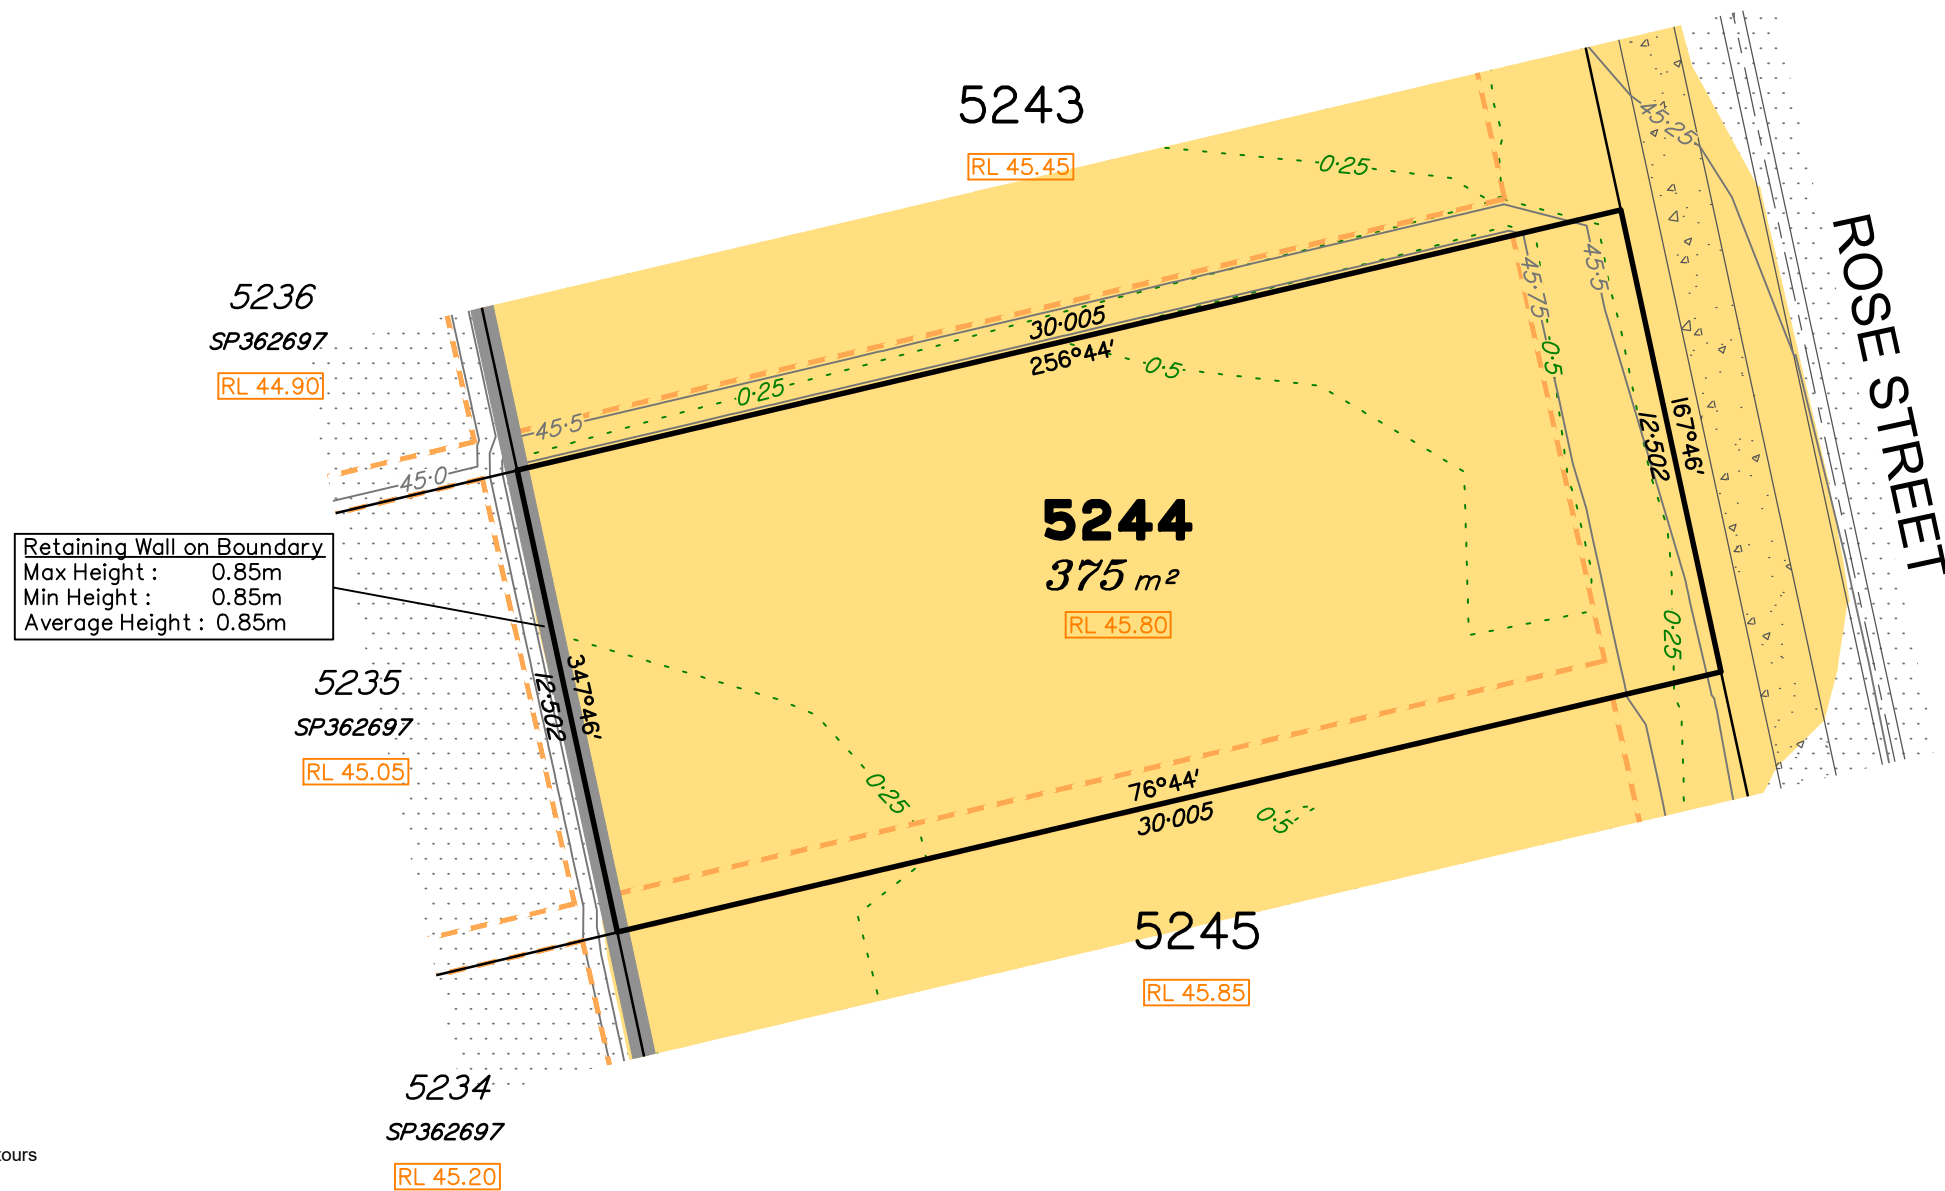 5243
RL 45.45
45·25
0·25
ROSE STREET
5236
SP362697
RL 44.90
45·75
45·5
30·005
256°44'
0·5
0·5
0·25
45·5
45·0
167°46'
12·502
5244
375 m²
RL 45.80
Retaining Wall on Boundary
Max Height : 0.85m
Min Height : 0.85m
Average Height : 0.85m
0·25
347°46'
12·502
5235
SP362697
RL 45.05
0·25
76°44'
30·005
0·5
5245
RL 45.85
5234
SP362697
RL 45.20